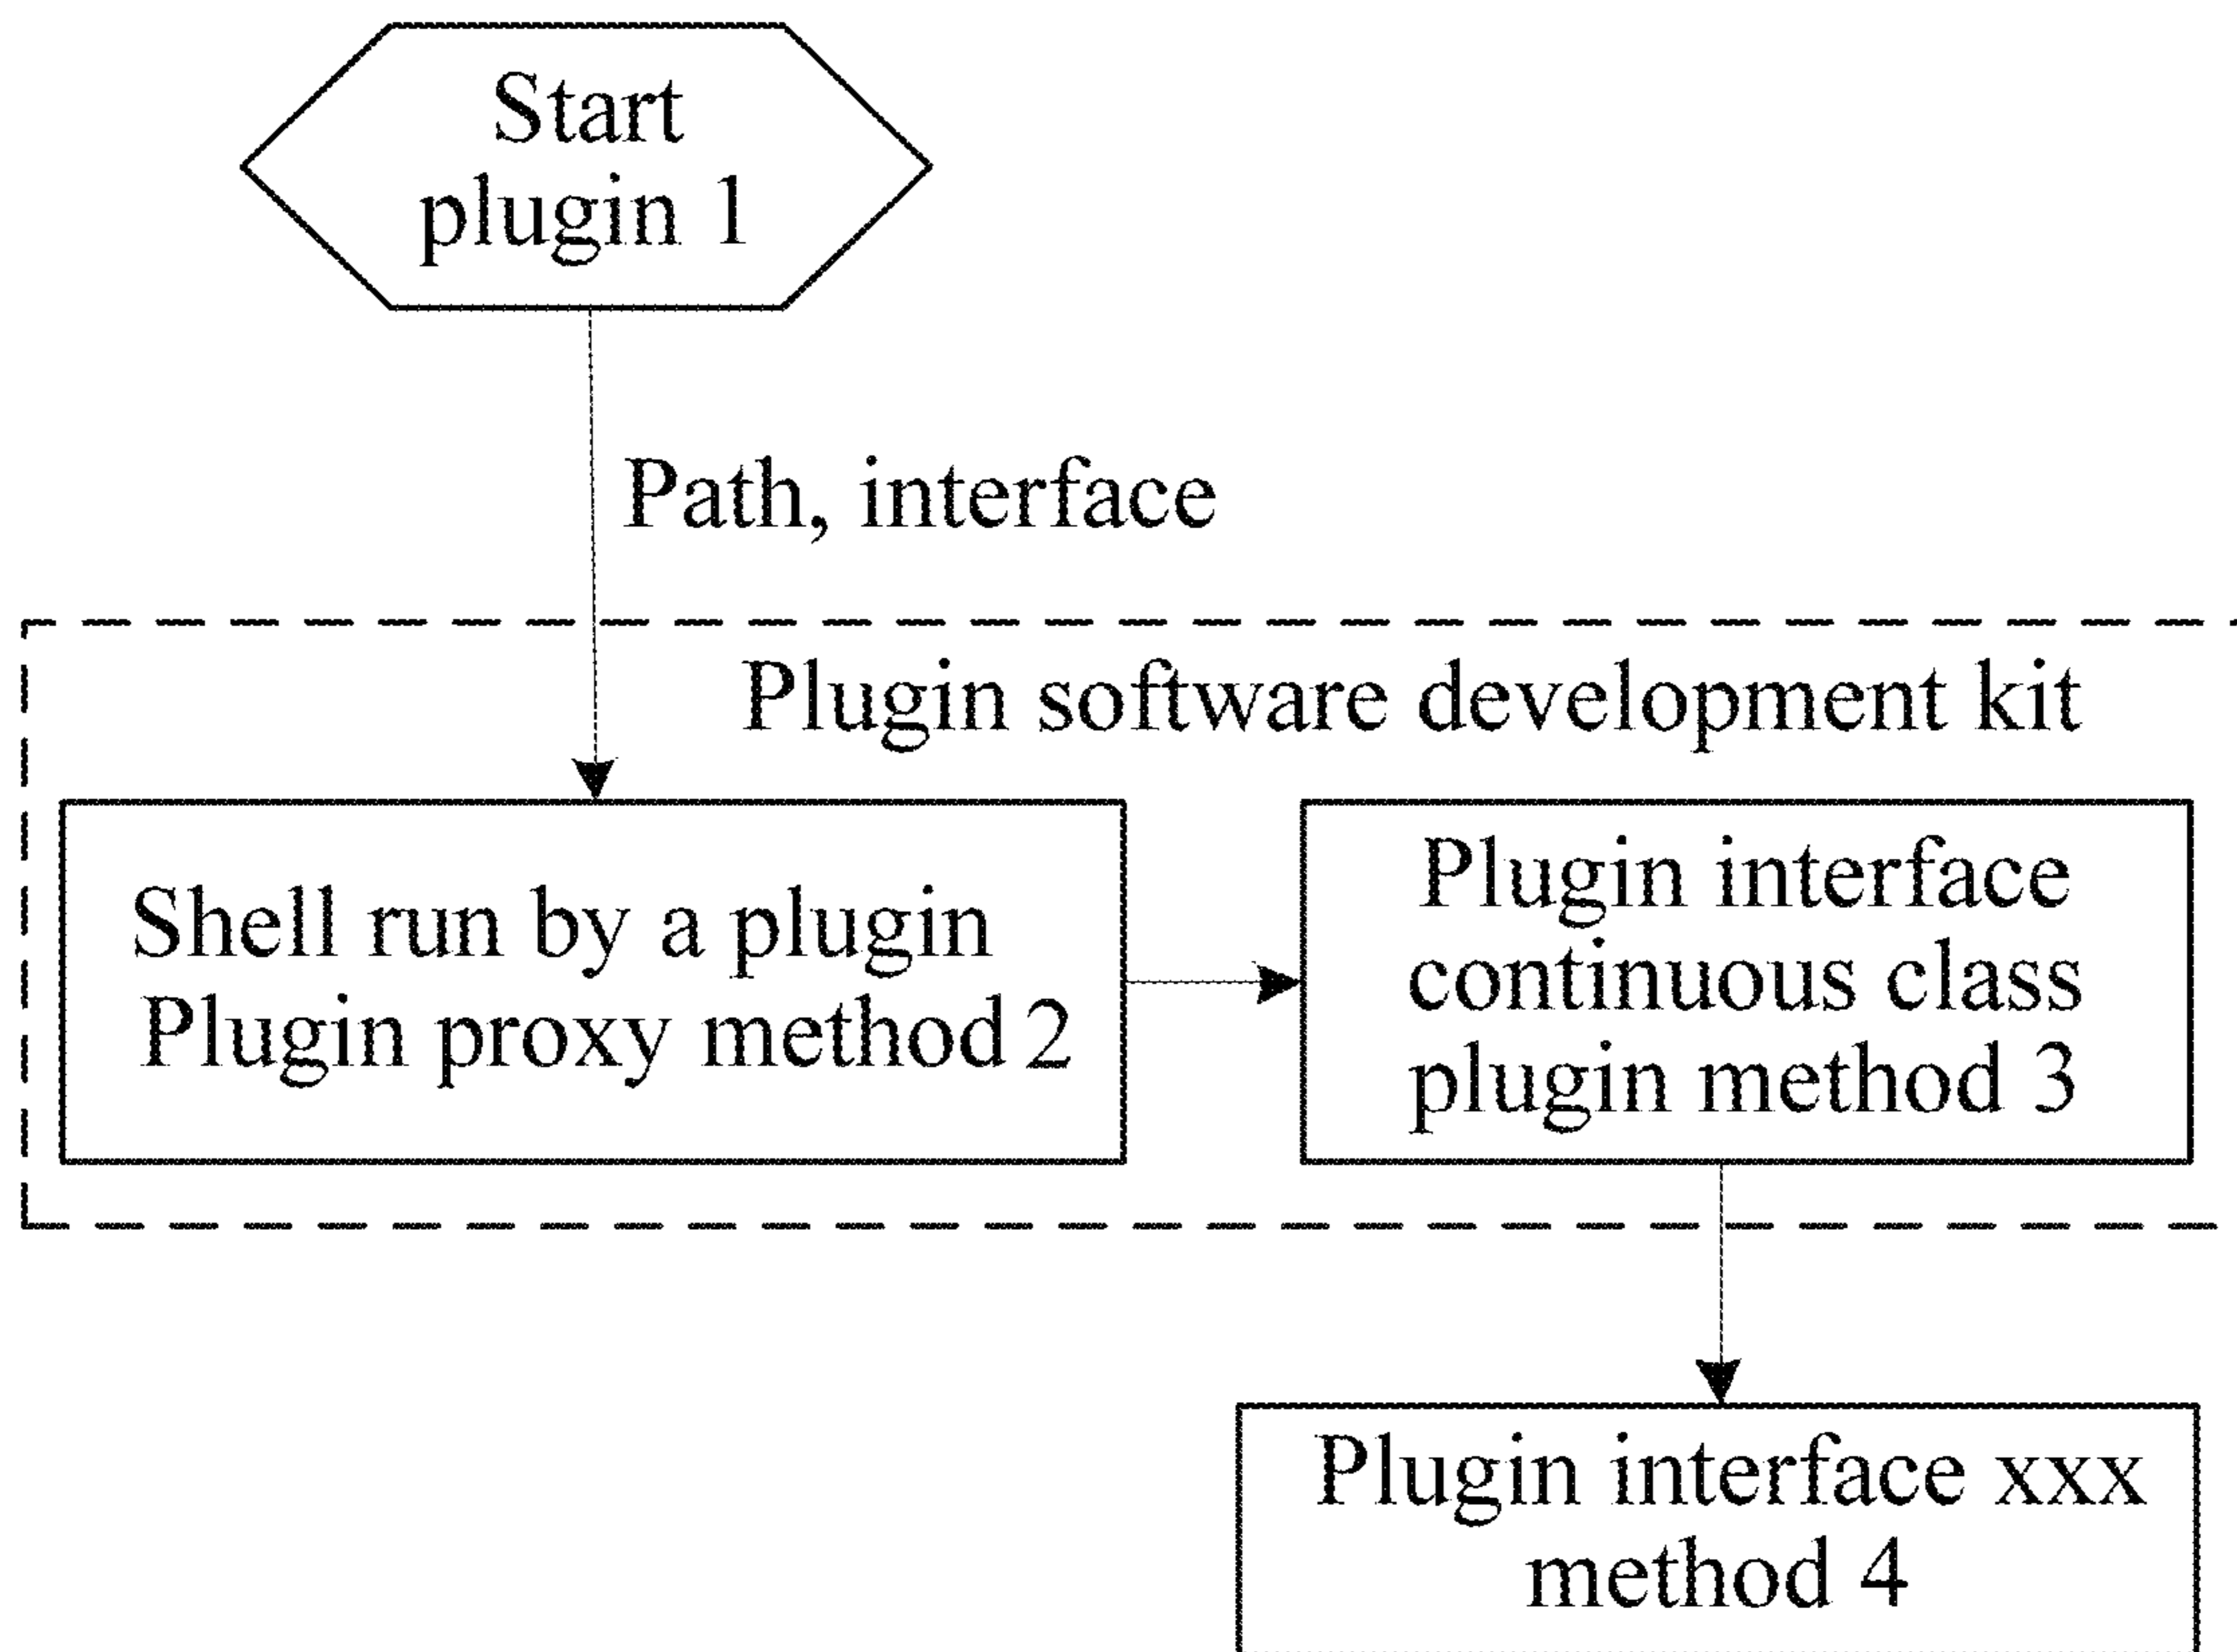 Start
plugin 1
Path, interface
Plugin software development kit
Shell run by a plugin
Plugin proxy method 2
Plugin interface
continuous class
plugin method 3
Plugin interface xxx
method 4